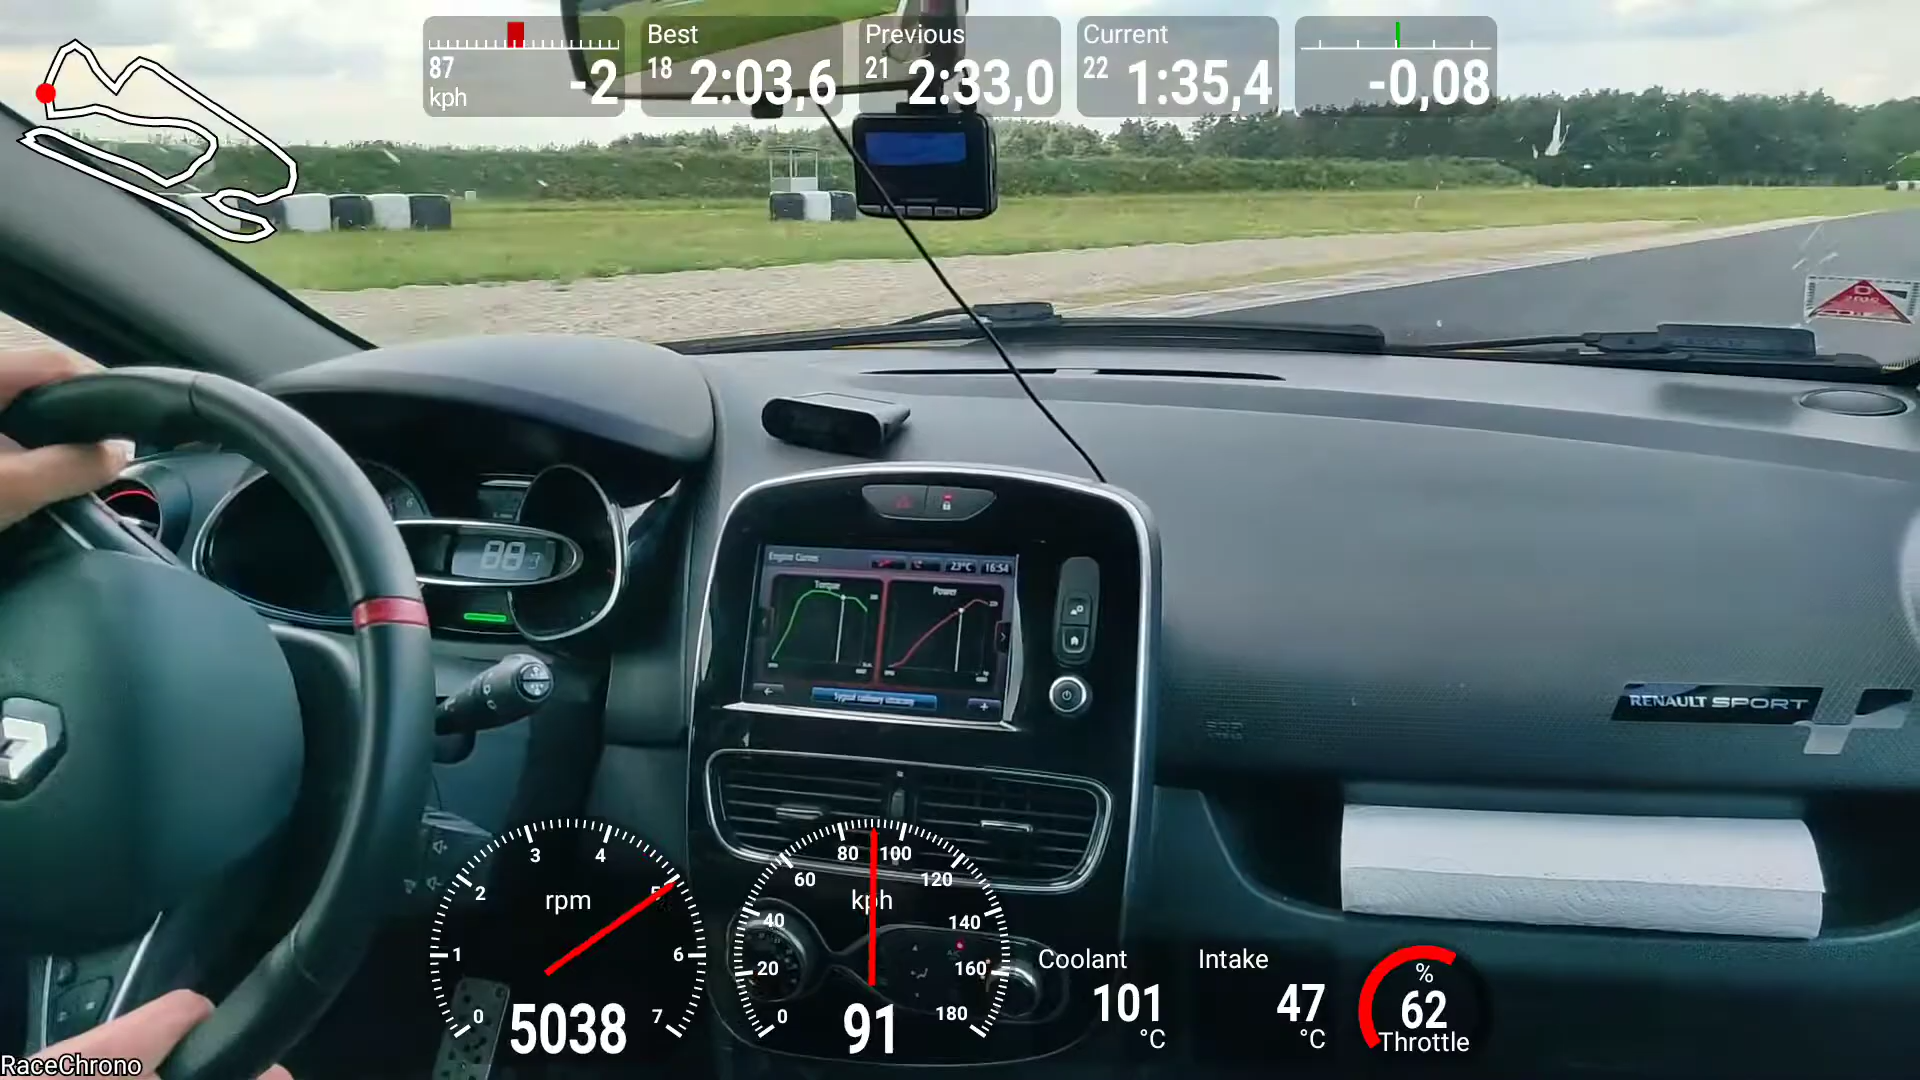 Best
Previous
Current
87
kph
-2
18 2:03,6
21 2:33,0
22 1:35,4
-0,08
88
Engine Curves
23°C 16:54
Torque
Power
RENAULT SPORT
rpm
0 1 2 3 4 5 6 7
5038
kph
0 20 40 60 80 100 120 140 160 180
91
Coolant
101
°C
Intake
47
°C
%
62
Throttle
RaceChrono